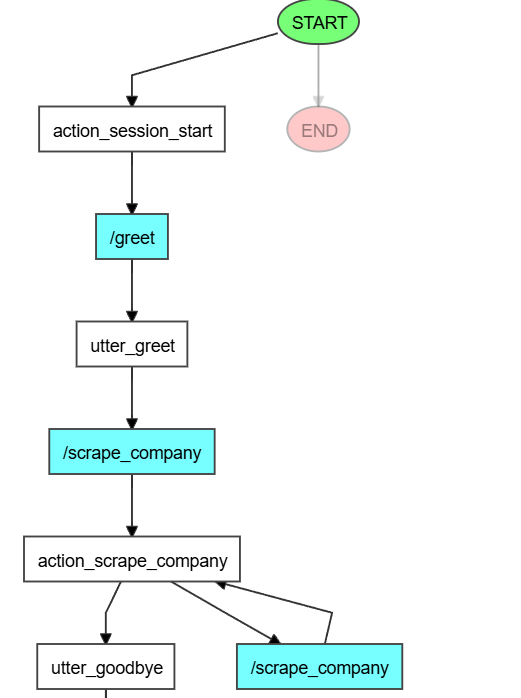 START
action_session_start
END
/greet
utter_greet
/scrape_company
action_scrape_company
utter_goodbye
/scrape_company